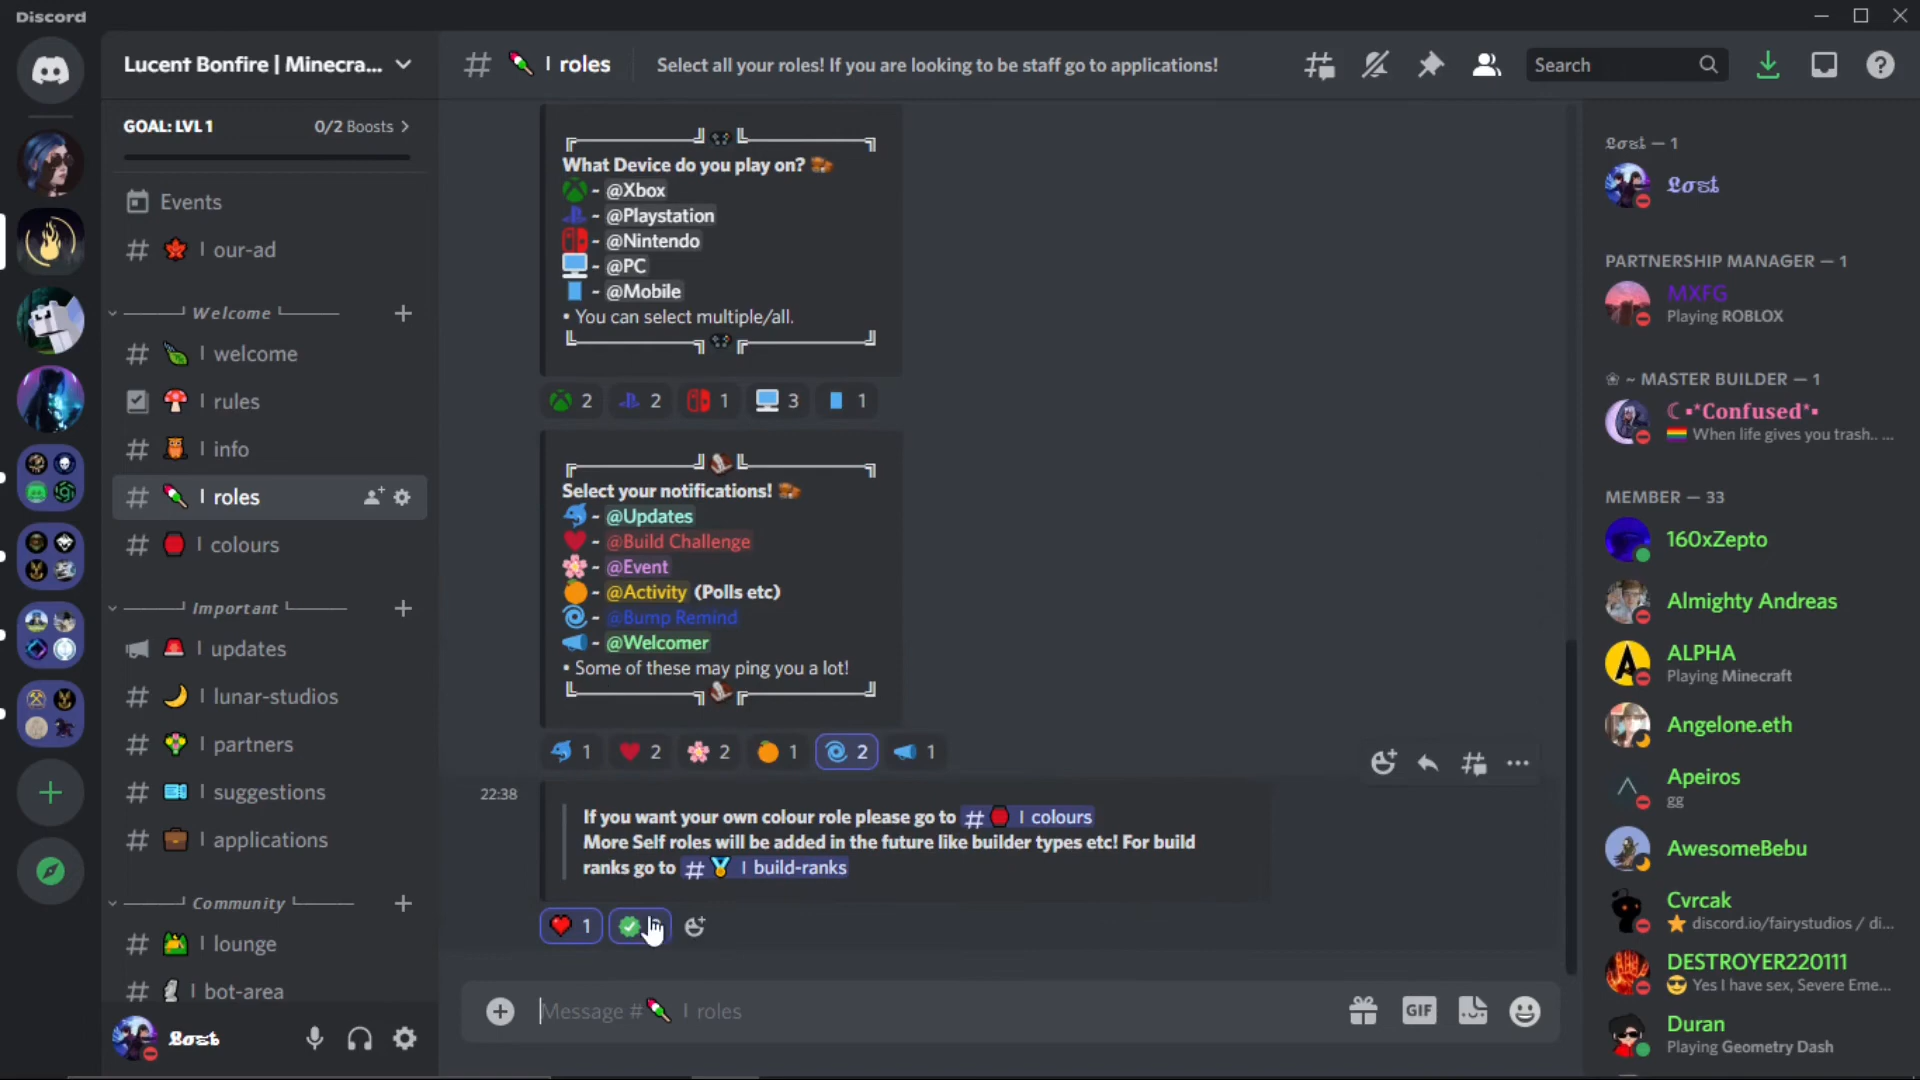 Discord
Lucent Bonfire | Minecra...
GOAL: LVL 1
0/2 Boosts
Events
our-ad
Welcome
welcome
rules
info
roles
colours
Important
updates
lunar-studios
partners
suggestions
applications
Community
lounge
bot-area
𝕷𝖔𝖘𝖙
roles
Select all your roles! If you are looking to be staff go to applications!
Search
What Device do you play on?
- @Xbox
- @Playstation
- @Nintendo
- @PC
- @Mobile
• You can select multiple/all.
2 2 1 3 1
Select your notifications!
- @Updates
- @Build Challenge
- @Event
- @Activity (Polls etc)
- @Bump Remind
- @Welcomer
• Some of these may ping you a lot!
1 2 2 1 2 1
22:38
If you want your own colour role please go to # | colours
More Self roles will be added in the future like builder types etc! For build
ranks go to # | build-ranks
1
Message # | roles
GIF
𝕷𝖔𝖘𝖙 — 1
𝕷𝖔𝖘𝖙
PARTNERSHIP MANAGER — 1
MXFG
Playing ROBLOX
❀ ~ MASTER BUILDER — 1
☾▪*Confused*▪
When life gives you trash.. ...
MEMBER — 33
160xZepto
Almighty Andreas
ALPHA
Playing Minecraft
Angelone.eth
Apeiros
gg
AwesomeBebu
Cvrcak
discord.io/fairystudios / di...
DESTROYER220111
Yes I have sex, Severe Eme...
Duran
Playing Geometry Dash